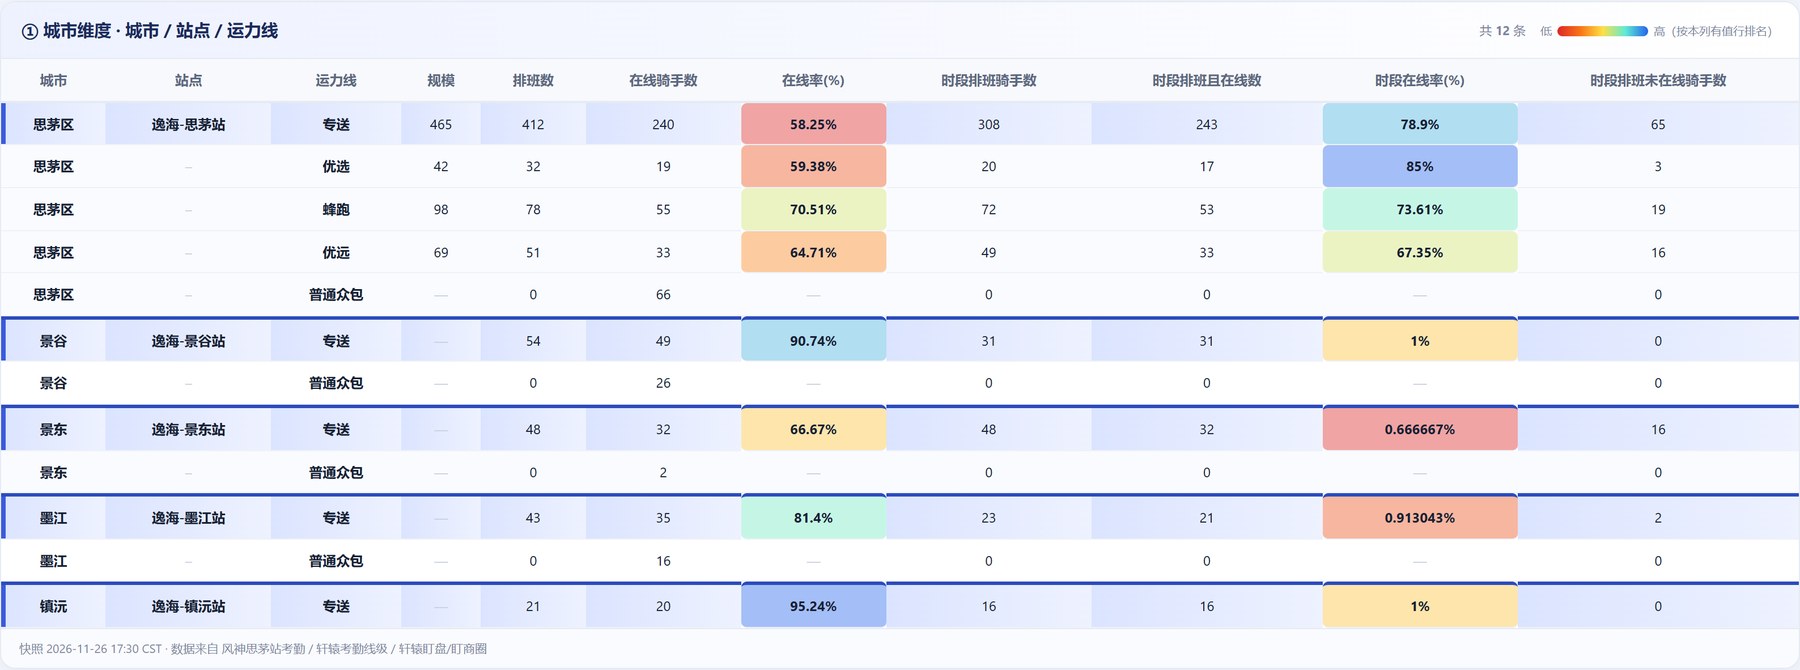 ① 城市维度 · 城市 / 站点 / 运力线 共 12 条 低 高 (按本列有值行排名)
城市 站点 运力线 规模 排班数 在线骑手数 在线率(%) 时段排班骑手数 时段排班且在线数 时段在线率(%) 时段排班未在线骑手数
思茅区 逸海-思茅站 专送 465 412 240 58.25% 308 243 78.9% 65
思茅区 – 优选 42 32 19 59.38% 20 17 85% 3
思茅区 – 蜂跑 98 78 55 70.51% 72 53 73.61% 19
思茅区 – 优远 69 51 33 64.71% 49 33 67.35% 16
思茅区 – 普通众包 — 0 66 — 0 0 — 0
景谷 逸海-景谷站 专送 — 54 49 90.74% 31 31 1% 0
景谷 – 普通众包 — 0 26 — 0 0 — 0
景东 逸海-景东站 专送 — 48 32 66.67% 48 32 0.666667% 16
景东 – 普通众包 — 0 2 — 0 0 — 0
墨江 逸海-墨江站 专送 — 43 35 81.4% 23 21 0.913043% 2
墨江 – 普通众包 — 0 16 — 0 0 — 0
镇沅 逸海-镇沅站 专送 — 21 20 95.24% 16 16 1% 0
快照 2026-11-26 17:30 CST · 数据来自 风神思茅站考勤 / 轩辕考勤线级 / 轩辕盯盘/盯商圈